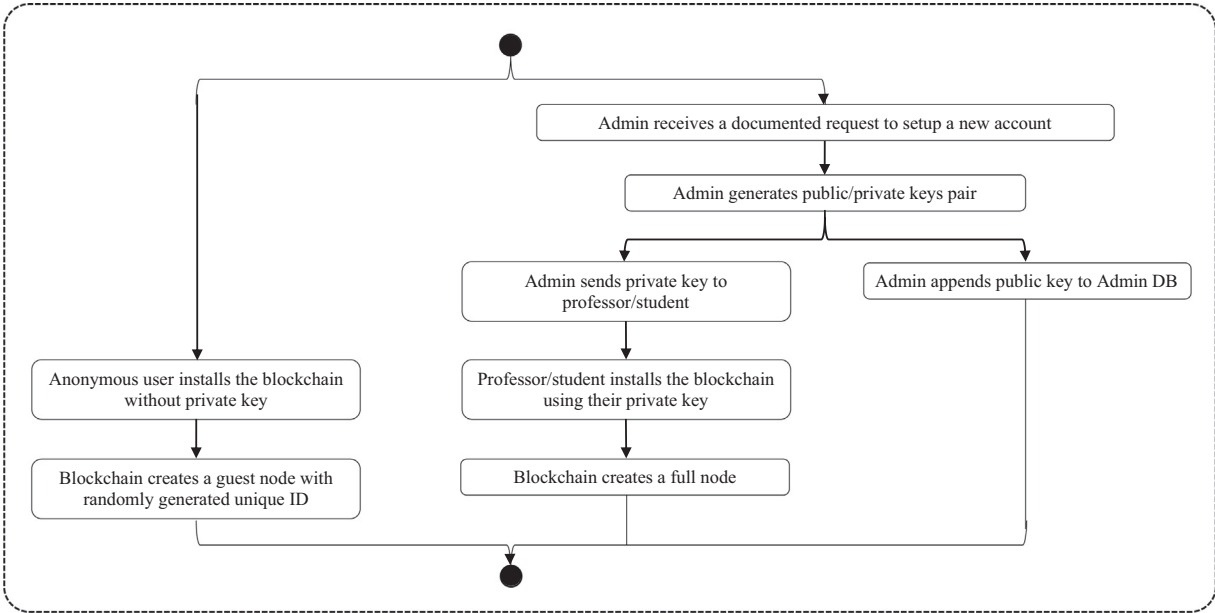 Admin receives a documented request to setup a new account
Admin generates public/private keys pair
Admin sends private key to
professor/student
Admin appends public key to Admin DB
Anonymous user installs the blockchain
without private key
Professor/student installs the blockchain
using their private key
Blockchain creates a guest node with
randomly generated unique ID
Blockchain creates a full node